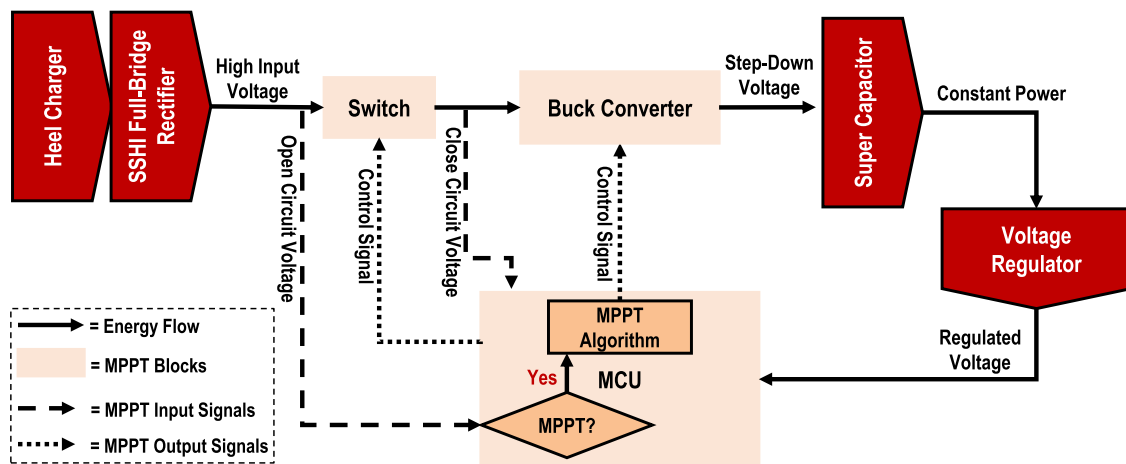 Heel Charger
SSHI Full-Bridge
Rectifier
High Input
Voltage
Switch
Buck Converter
Step-Down
Voltage
Super Capacitor
Constant Power
Voltage
Regulator
Open Circuit Voltage
Control Signal
Close Circuit Voltage
Control Signal
MPPT
Algorithm
Yes
MCU
MPPT?
Regulated
Voltage
= Energy Flow
= MPPT Blocks
= MPPT Input Signals
= MPPT Output Signals